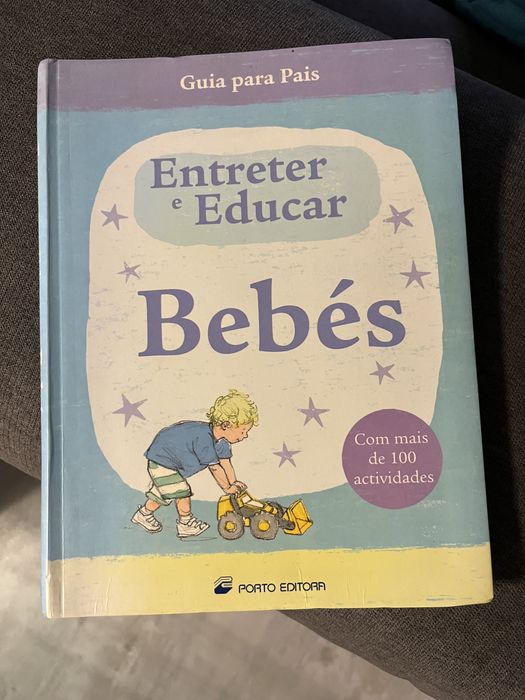 Guia para Pais
Entreter
e Educar
Bebés
Com mais
de 100
actividades
PORTO EDITORA